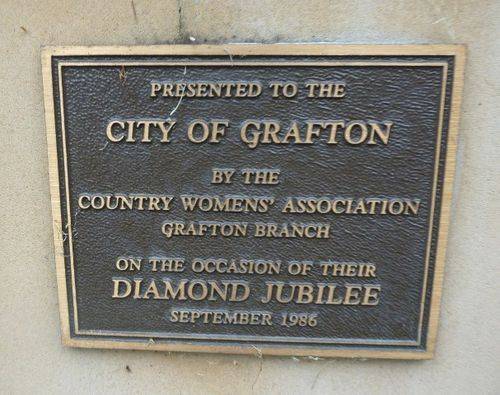 PRESENTED TO THE
CITY OF GRAFTON
BY THE
COUNTRY WOMENS' ASSOCIATION
GRAFTON BRANCH
ON THE OCCASION OF THEIR
DIAMOND JUBILEE
SEPTEMBER 1986